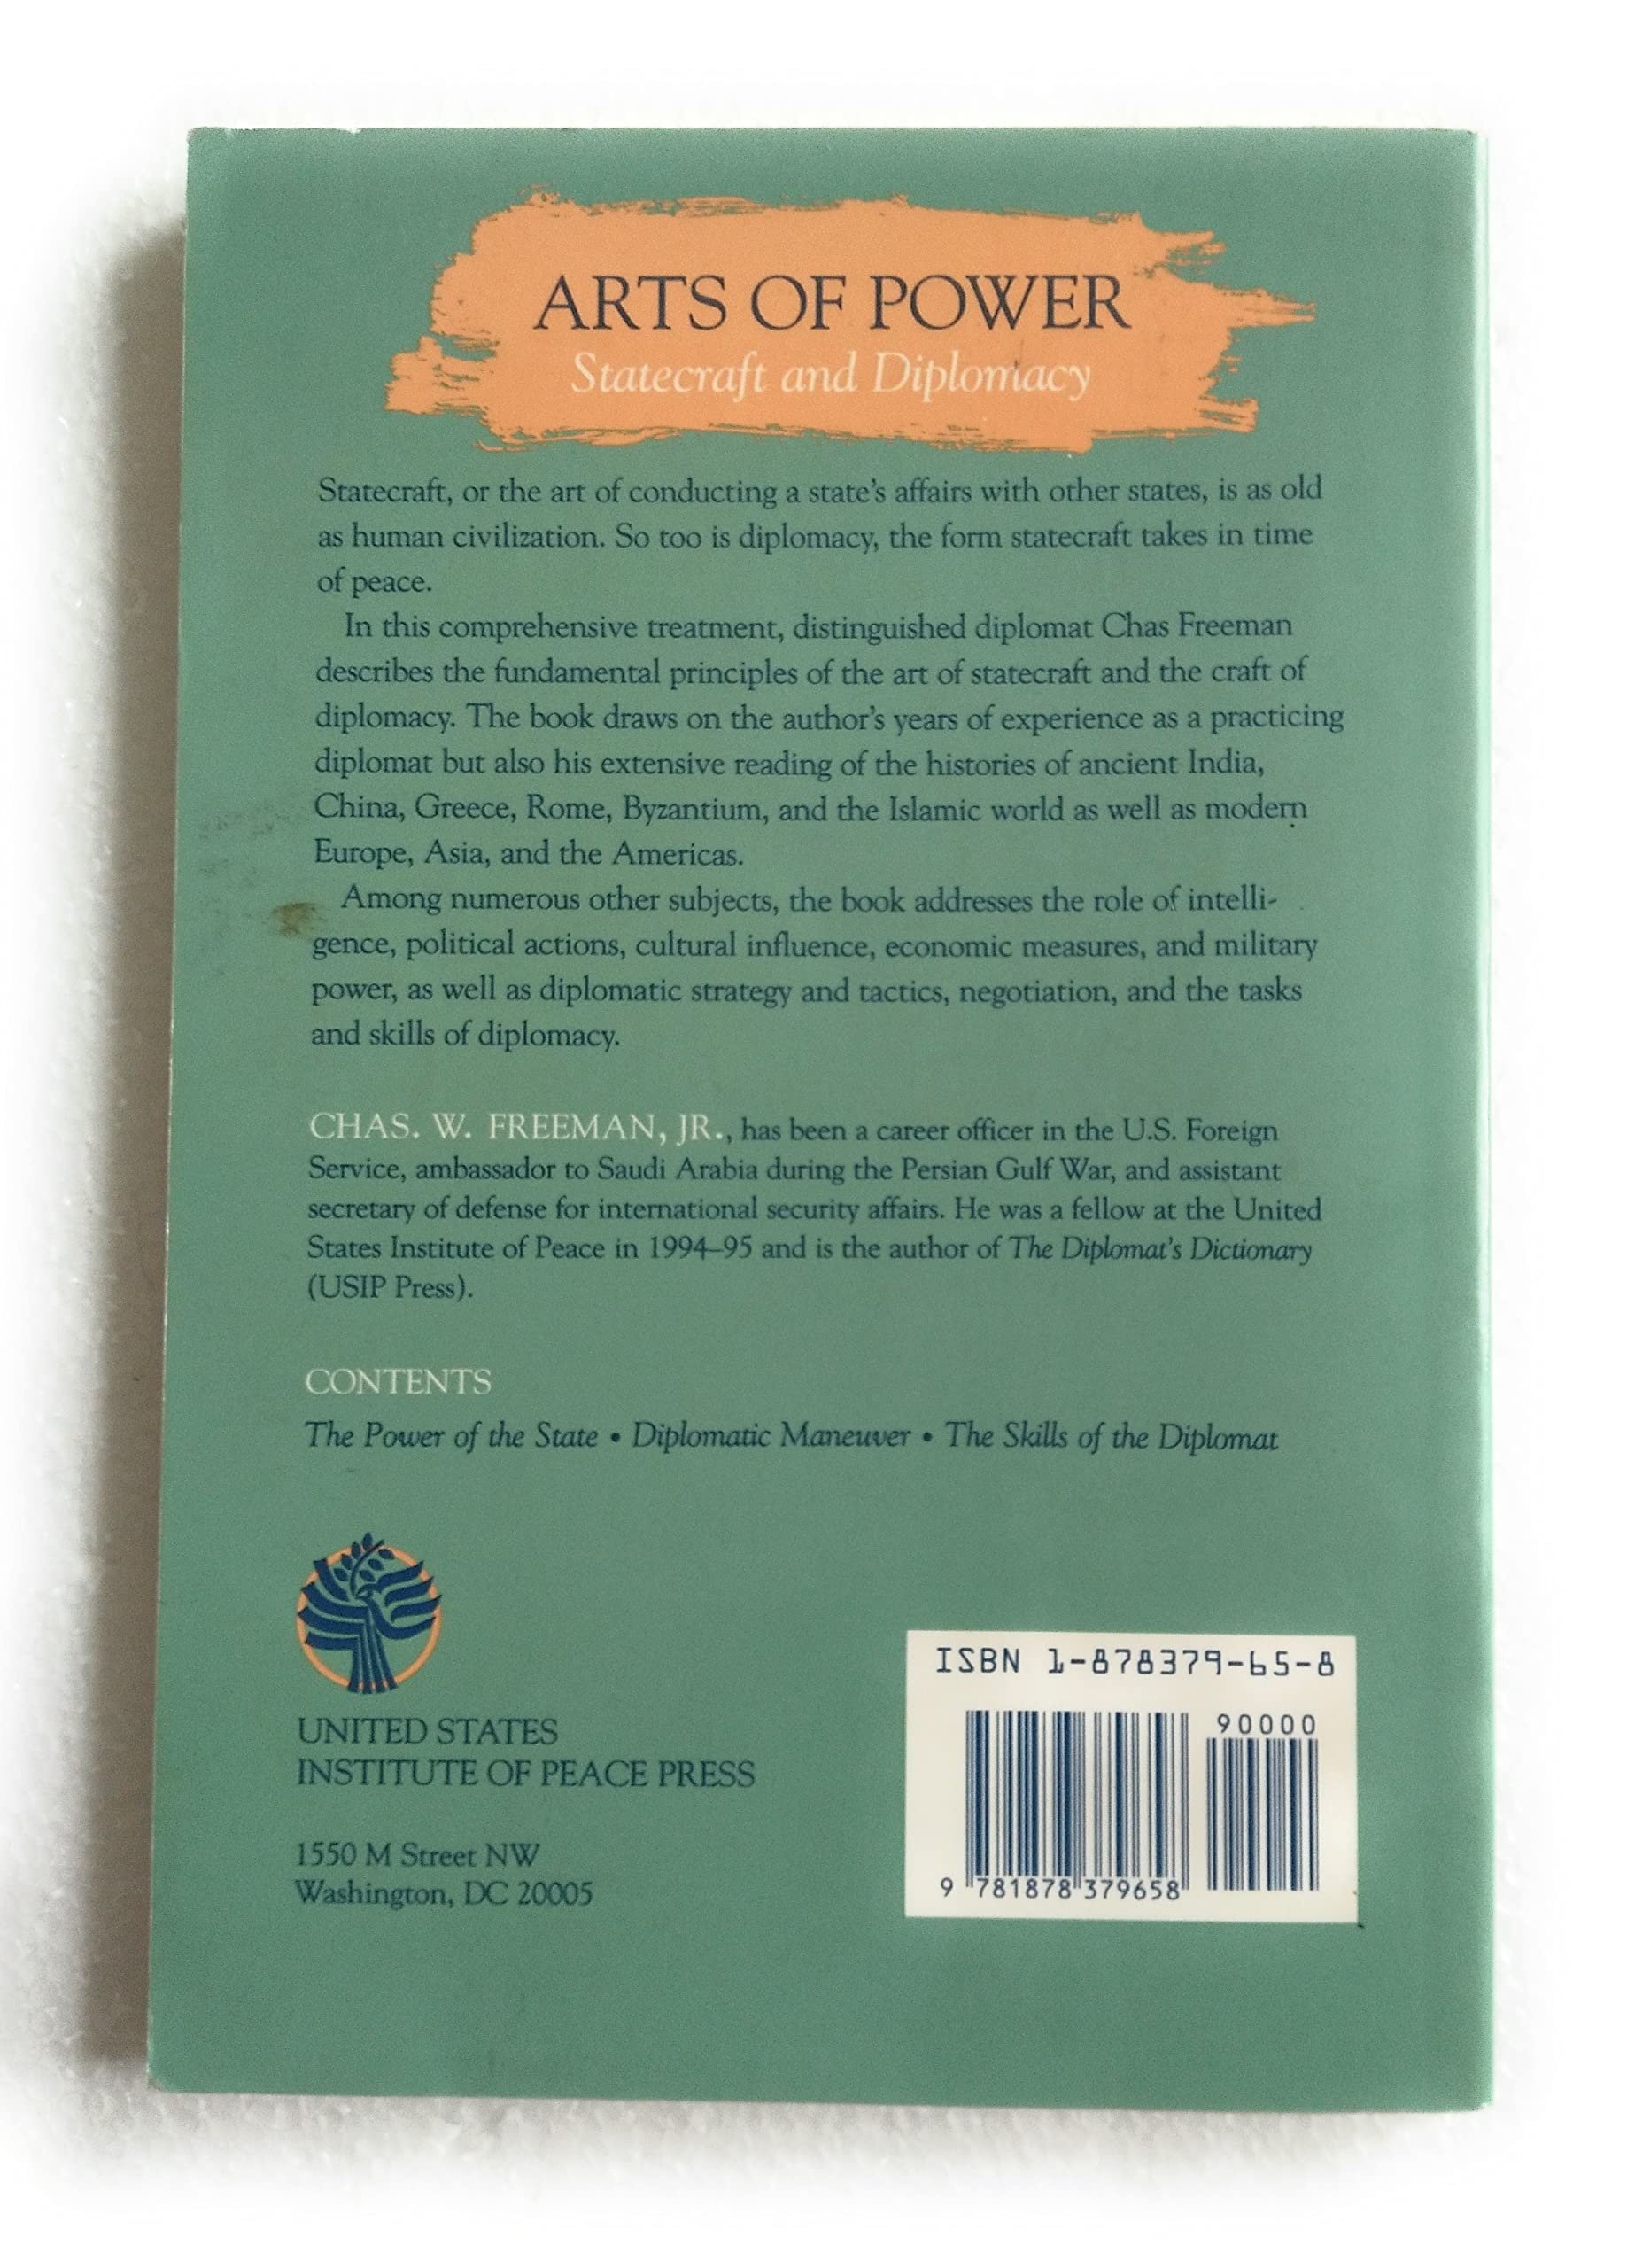 ARTS OF POWER
Statecraft and Diplomacy
Statecraft, or the art of conducting a state's affairs with other states, is as old
as human civilization. So too is diplomacy, the form statecraft takes in time
of peace.
In this comprehensive treatment, distinguished diplomat Chas Freeman
describes the fundamental principles of the art of statecraft and the craft of
diplomacy. The book draws on the author's years of experience as a practicing
diplomat but also his extensive reading of the histories of ancient India,
China, Greece, Rome, Byzantium, and the Islamic world as well as modern
Europe, Asia, and the Americas.
Among numerous other subjects, the book addresses the role of intelli-
gence, political actions, cultural influence, economic measures, and military
power, as well as diplomatic strategy and tactics, negotiation, and the tasks
and skills of diplomacy.
CHAS. W. FREEMAN, JR., has been a career officer in the U.S. Foreign
Service, ambassador to Saudi Arabia during the Persian Gulf War, and assistant
secretary of defense for international security affairs. He was a fellow at the United
States Institute of Peace in 1994–95 and is the author of The Diplomat's Dictionary
(USIP Press).
CONTENTS
The Power of the State • Diplomatic Maneuver • The Skills of the Diplomat
UNITED STATES
INSTITUTE OF PEACE PRESS
1550 M Street NW
Washington, DC 20005
ISBN 1-878379-65-8
90000
9 781878 379658